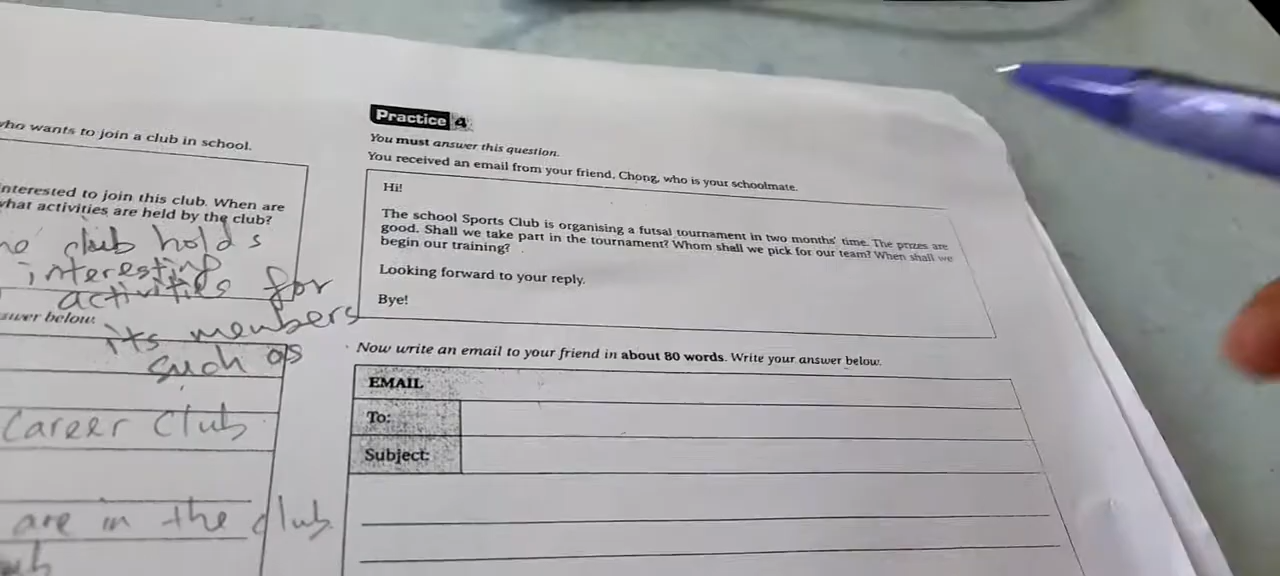 who wants to join a club in school.
interested to join this club. When are
what activities are held by the club?
club holds
interesting
activities for
its members
such as
answer below.
Career Club
are in the club
Practice 4
You must answer this question.
You received an email from your friend, Chong, who is your schoolmate.
Hi!
The school Sports Club is organising a futsal tournament in two months' time. The prizes are
good. Shall we take part in the tournament? Whom shall we pick for our team? When shall we
begin our training?
Looking forward to your reply.
Bye!
Now write an email to your friend in about 80 words. Write your answer below.
EMAIL
To:
Subject: